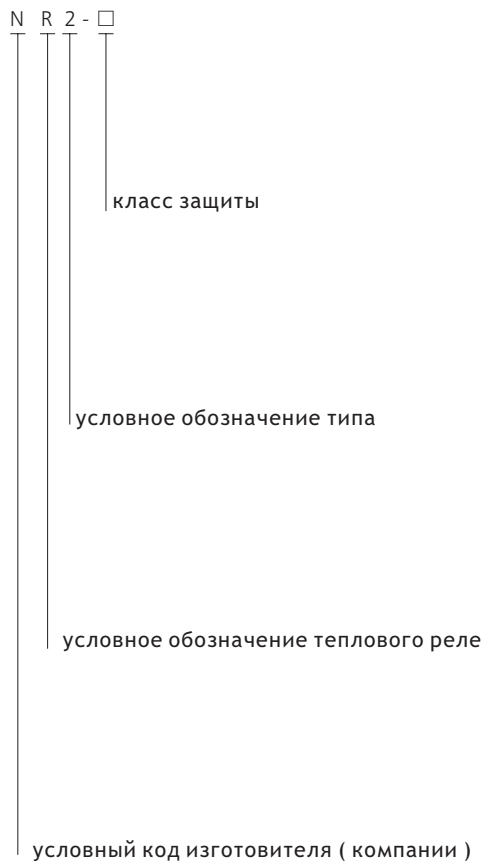 N R 2 - □
класс защиты
условное обозначение типа
условное обозначение теплового реле
условный код изготовителя ( компании )